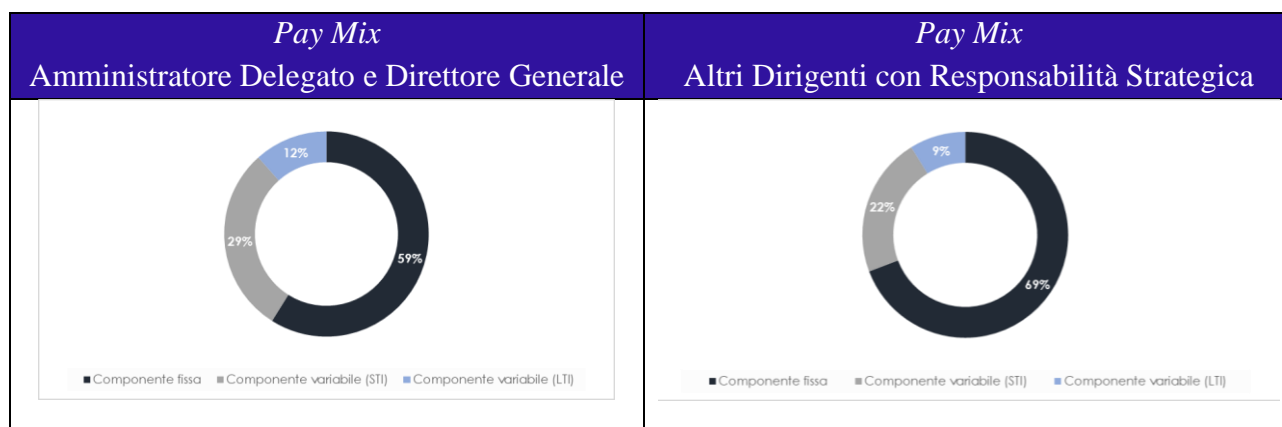 Pay Mix
Amministratore Delegato e Direttore Generale
Pay Mix
Altri Dirigenti con Responsabilità Strategica
12%
29%
59%
Componente fissa Componente variabile (STI) Componente variabile (LTI)
9%
22%
69%
Componente fissa Componente variabile (STI) Componente variabile (LTI)